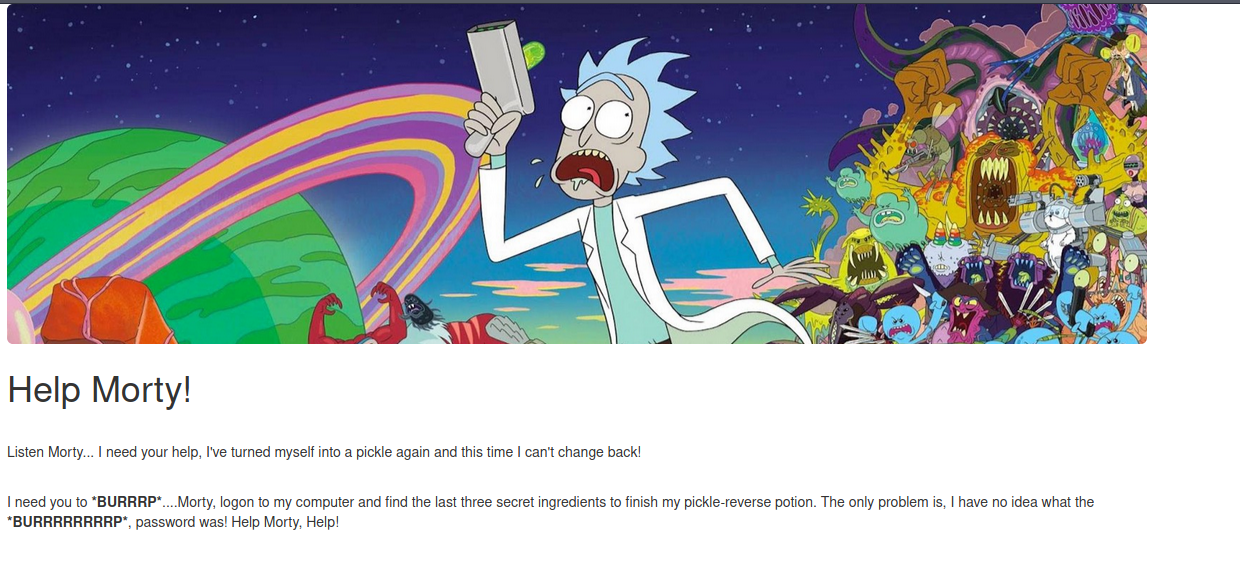 Help Morty!
Listen Morty... I need your help, I've turned myself into a pickle again and this time I can't change back!
I need you to *BURRRP*....Morty, logon to my computer and find the last three secret ingredients to finish my pickle-reverse potion. The only problem is, I have no idea what the
*BURRRRRRRRP*, password was! Help Morty, Help!